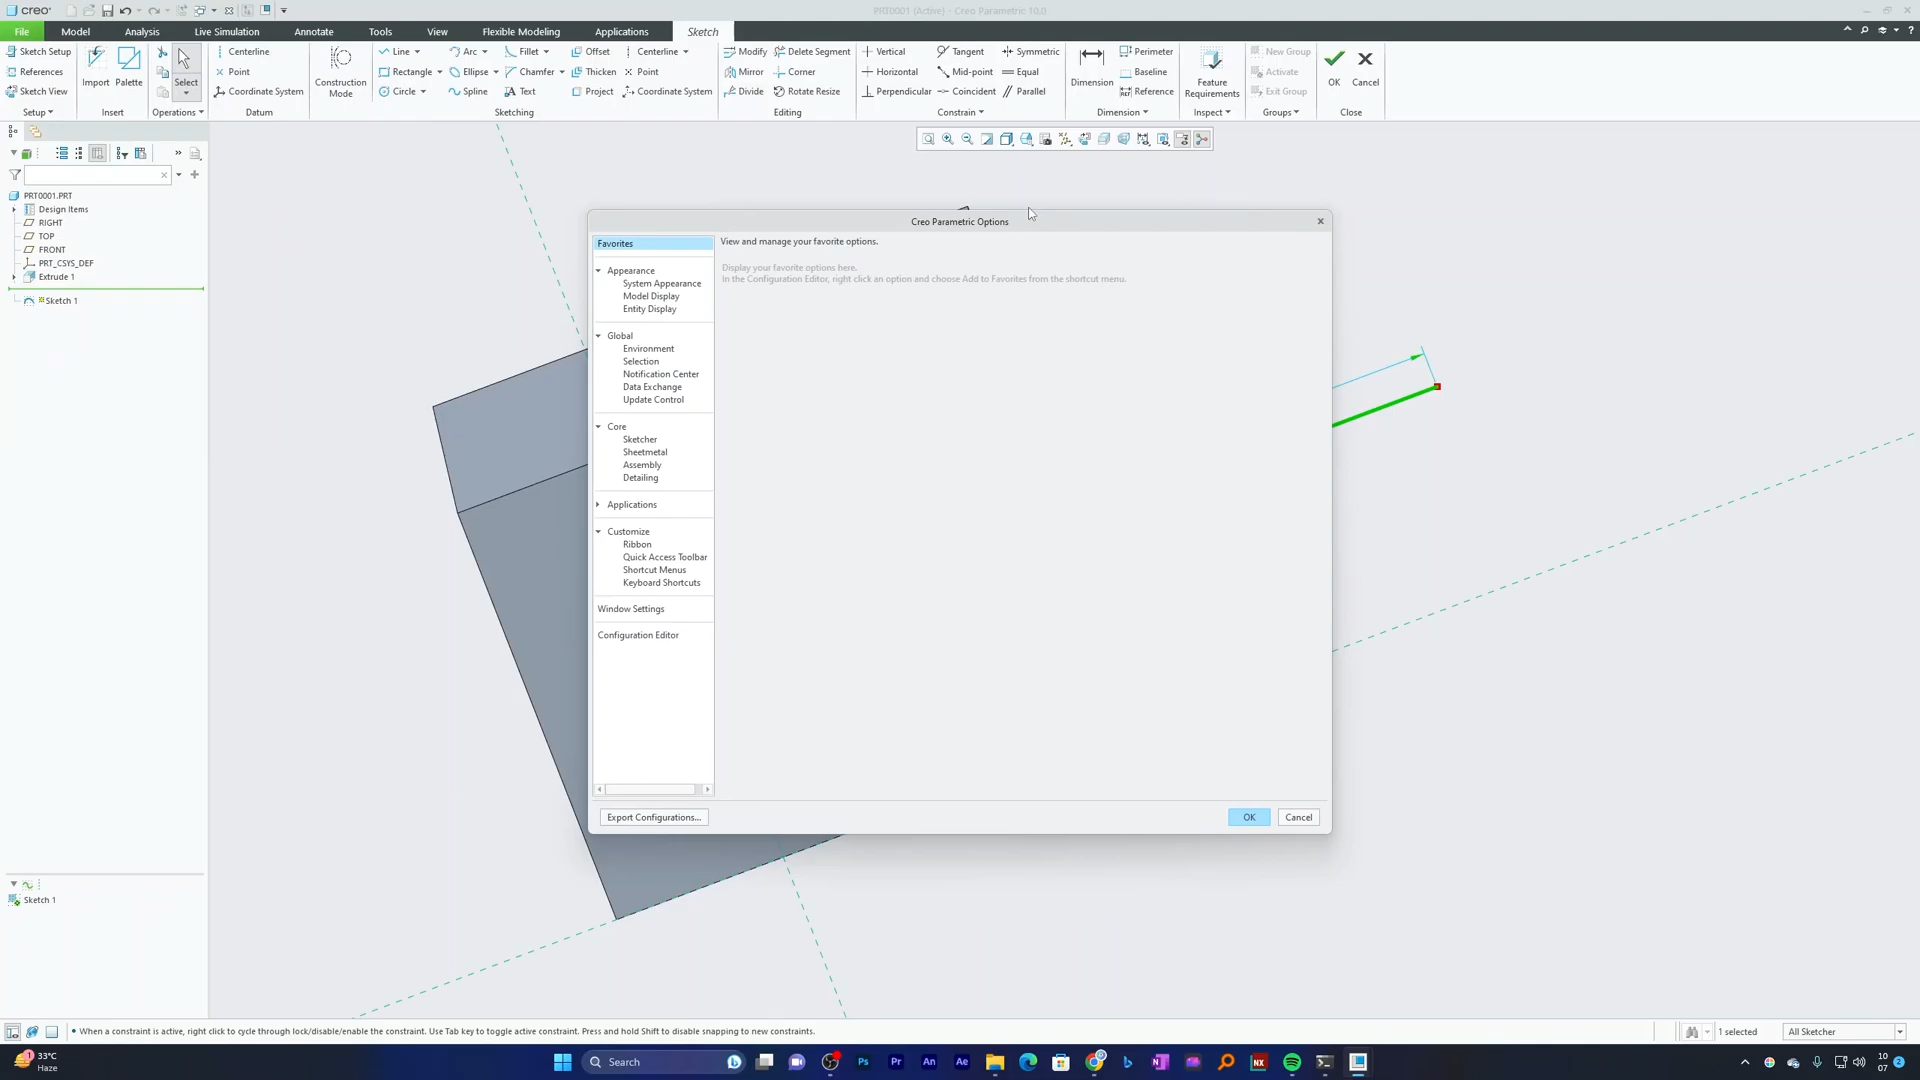 creo
PRT0001 (Active) - Creo Parametric 10.0
File Model Analysis Live Simulation Annotate Tools View Flexible Modeling Applications Sketch
Sketch Setup
References
Sketch View
Setup
Import Palette
Insert
Select
Operations
Centerline
Point
Coordinate System
Datum
Construction
Mode
Line Arc Fillet Offset Centerline
Rectangle Ellipse Chamfer Thicken Point
Circle Spline Text Project Coordinate System
Sketching
Modify Delete Segment
Mirror Corner
Divide Rotate Resize
Editing
Vertical Tangent Symmetric
Horizontal Mid-point Equal
Perpendicular Coincident Parallel
Constrain
Dimension
Perimeter
Baseline
Reference
Dimension
Feature
Requirements
Inspect
New Group
Activate
Exit Group
Groups
OK Cancel
Close
PRT0001.PRT
Design Items
RIGHT
TOP
FRONT
PRT_CSYS_DEF
Extrude 1
Sketch 1
Sketch 1
Creo Parametric Options
Favorites
Appearance
System Appearance
Model Display
Entity Display
Global
Environment
Selection
Notification Center
Data Exchange
Update Control
Core
Sketcher
Sheetmetal
Assembly
Detailing
Applications
Customize
Ribbon
Quick Access Toolbar
Shortcut Menus
Keyboard Shortcuts
Window Settings
Configuration Editor
View and manage your favorite options.
Display your favorite options here.
In the Configuration Editor, right click an option and choose Add to Favorites from the shortcut menu.
Export Configurations...
OK Cancel
• When a constraint is active, right click to cycle through lock/disable/enable the constraint. Use Tab key to toggle active constraint. Press and hold Shift to disable snapping to new constraints.
1 selected
All Sketcher
1
33°C
Haze
Search
Ps Pr An Ae
N
NX
10
07
2